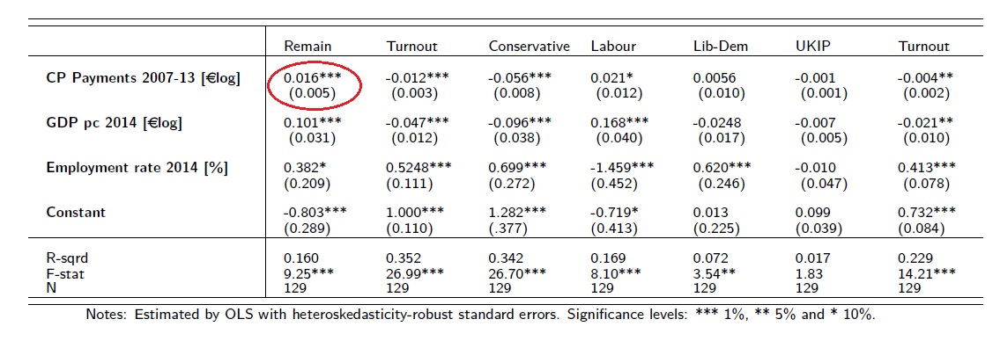 Remain Turnout Conservative Labour Lib-Dem UKIP Turnout
CP Payments 2007-13 [€log] 0.016*** -0.012*** -0.056*** 0.021* 0.0056 -0.001 -0.004**
(0.005) (0.003) (0.008) (0.012) (0.010) (0.001) (0.002)
GDP pc 2014 [€log] 0.101*** -0.047*** -0.096*** 0.168*** -0.0248 -0.007 -0.021**
(0.031) (0.012) (0.038) (0.040) (0.017) (0.005) (0.010)
Employment rate 2014 [%] 0.382* 0.5248*** 0.699*** -1.459*** 0.620*** -0.010 0.413***
(0.209) (0.111) (0.272) (0.452) (0.246) (0.047) (0.078)
Constant -0.803*** 1.000*** 1.282*** -0.719* 0.013 0.099 0.732***
(0.289) (0.110) (.377) (0.413) (0.225) (0.039) (0.084)
R-sqrd 0.160 0.352 0.342 0.169 0.072 0.017 0.229
F-stat 9.25*** 26.99*** 26.70*** 8.10*** 3.54** 1.83 14.21***
N 129 129 129 129 129 129 129
Notes: Estimated by OLS with heteroskedasticity-robust standard errors. Significance levels: *** 1%, ** 5% and * 10%.